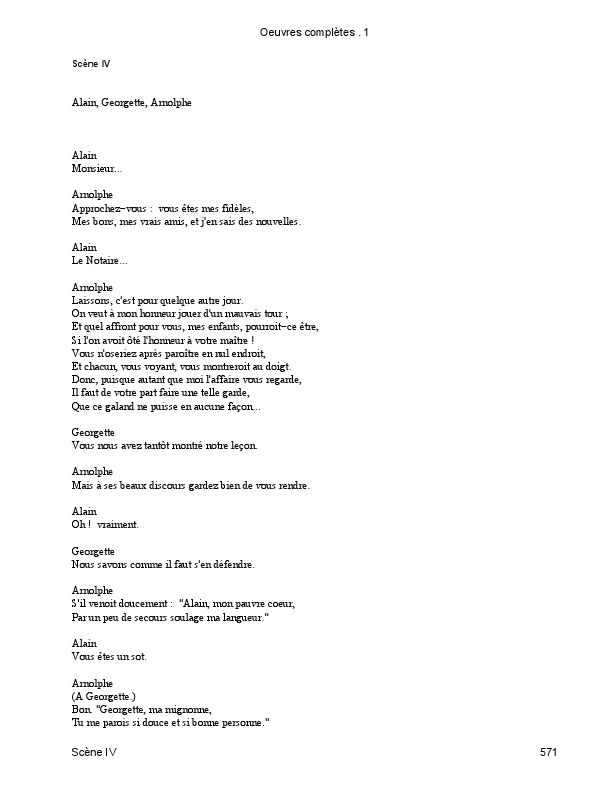 Oeuvres complètes . 1
Scène IV
Alain, Georgette, Arnolphe
Alain
Monsieur...
Arnolphe
Approchez-vous : vous êtes mes fidèles,
Mes bons, mes vrais amis, et j'en sais des nouvelles.
Alain
Le Notaire...
Arnolphe
Laissons, c'est pour quelque autre jour.
On veut à mon honneur jouer d'un mauvais tour ;
Et quel affront pour vous, mes enfants, pourroit-ce être,
Si l'on avoit ôté l'honneur à votre maître !
Vous n'oseriez après paroître en nul endroit,
Et chacun, vous voyant, vous montreroit au doigt.
Donc, puisque autant que moi l'affaire vous regarde,
Il faut de votre part faire une telle garde,
Que ce galand ne puisse en aucune façon...
Georgette
Vous nous avez tantôt montré notre leçon.
Arnolphe
Mais à ses beaux discours gardez bien de vous rendre.
Alain
Oh ! vraiment.
Georgette
Nous savons comme il faut s'en défendre.
Arnolphe
S'il venoit doucement : "Alain, mon pauvre coeur,
Par un peu de secours soulage ma langueur."
Alain
Vous êtes un sot.
Arnolphe
(A Georgette.)
Bon. "Georgette, ma mignonne,
Tu me parois si douce et si bonne personne."
Scène IV
571